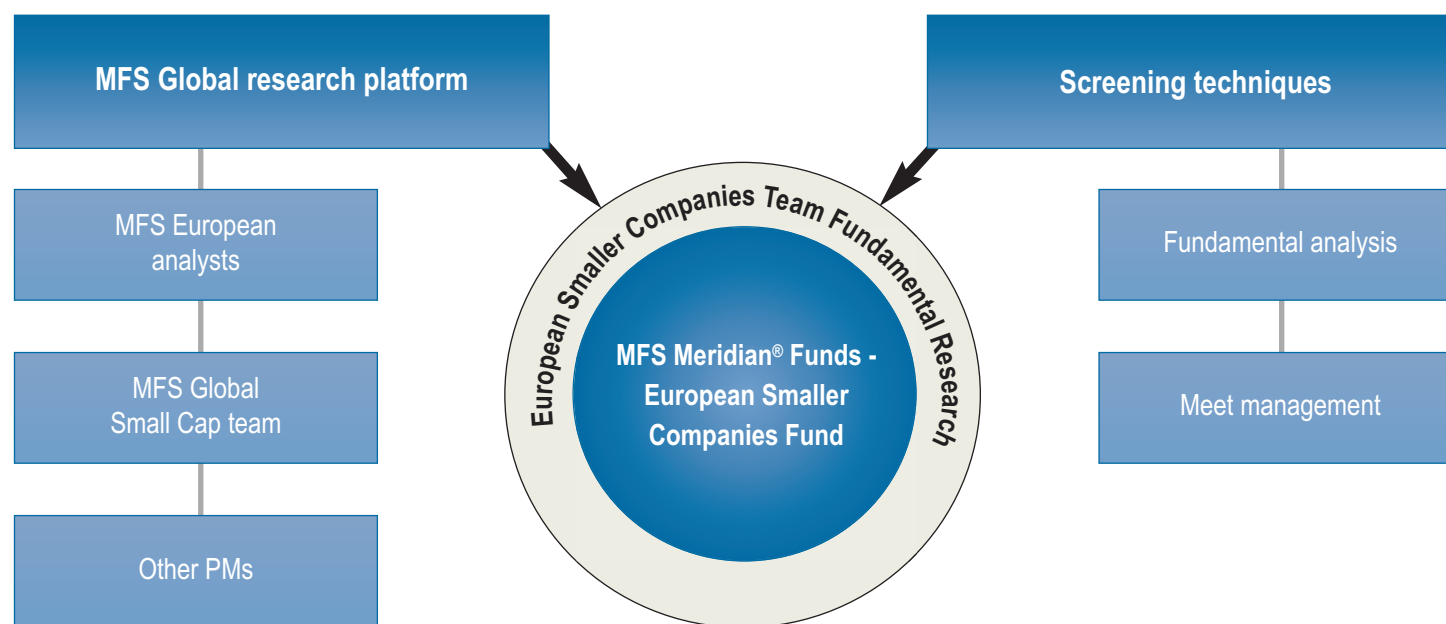 MFS Global research platform
MFS European
analysts
MFS Global
Small Cap team
Other PMs
European Smaller Companies Team Fundamental Research
MFS Meridian® Funds -
European Smaller
Companies Fund
Screening techniques
Fundamental analysis
Meet management